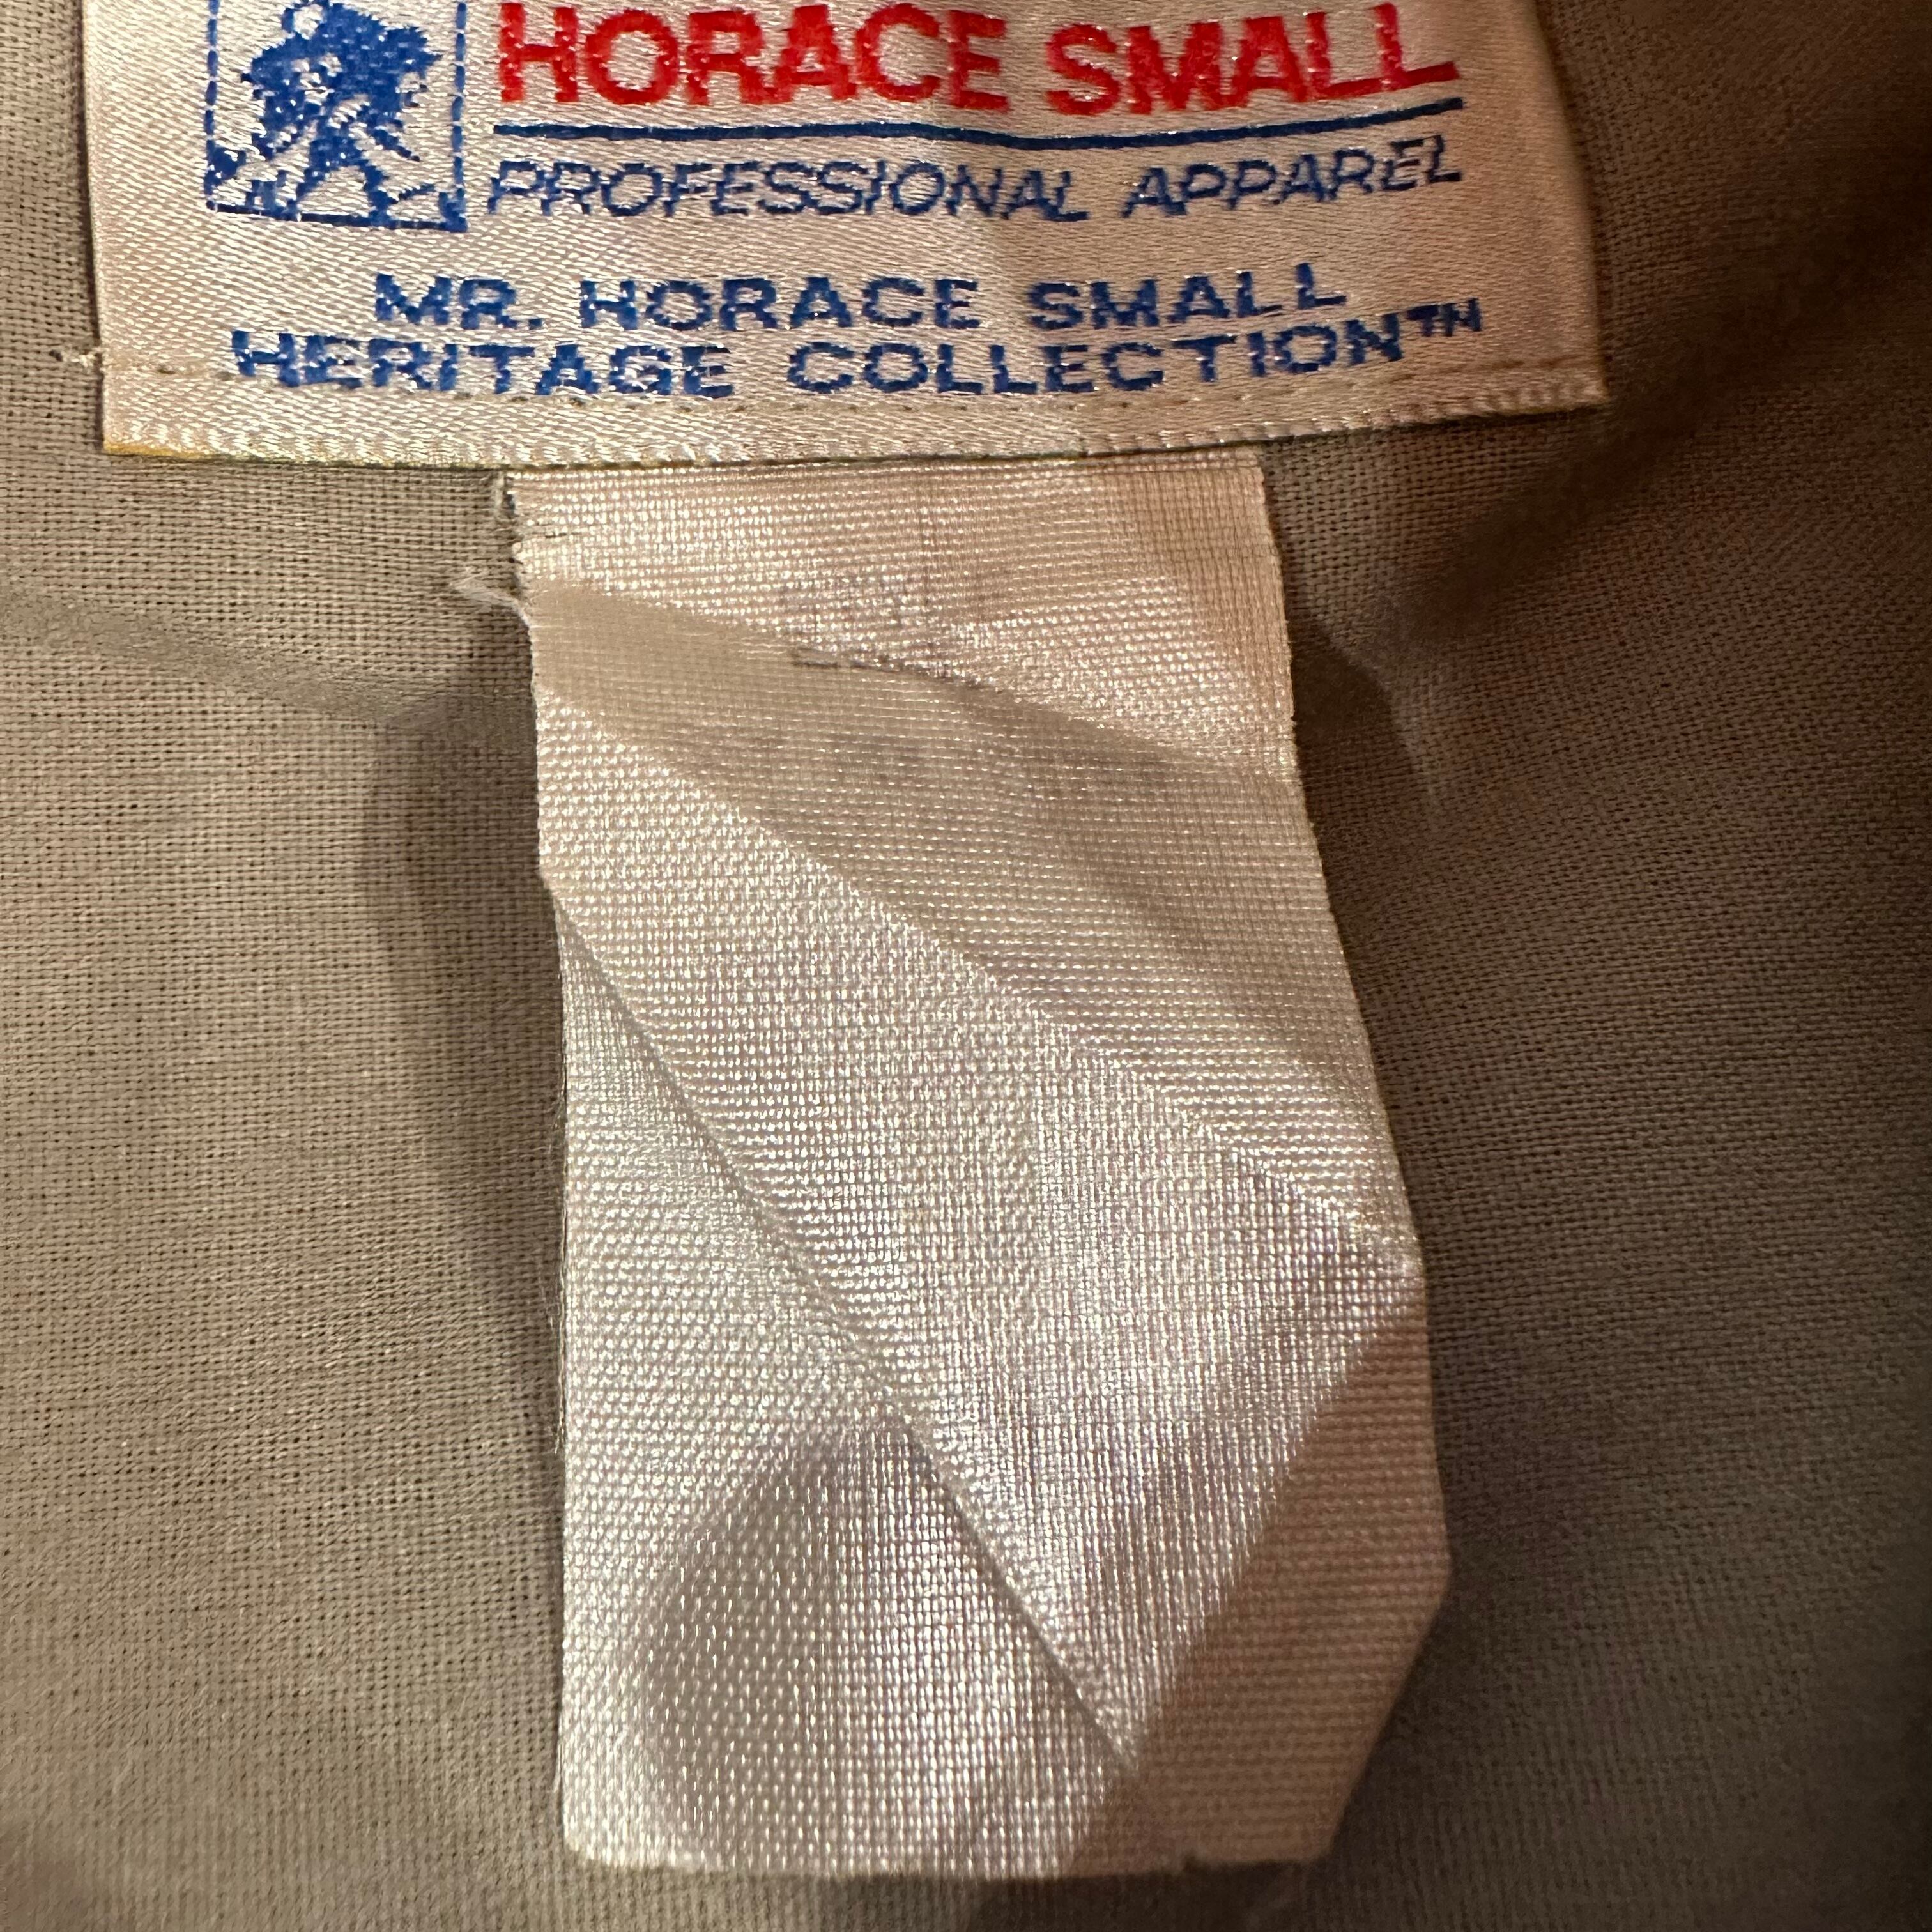 HORACE SMALL
PROFESSIONAL APPAREL
MR. HORACE SMALL
HERITAGE COLLECTION™